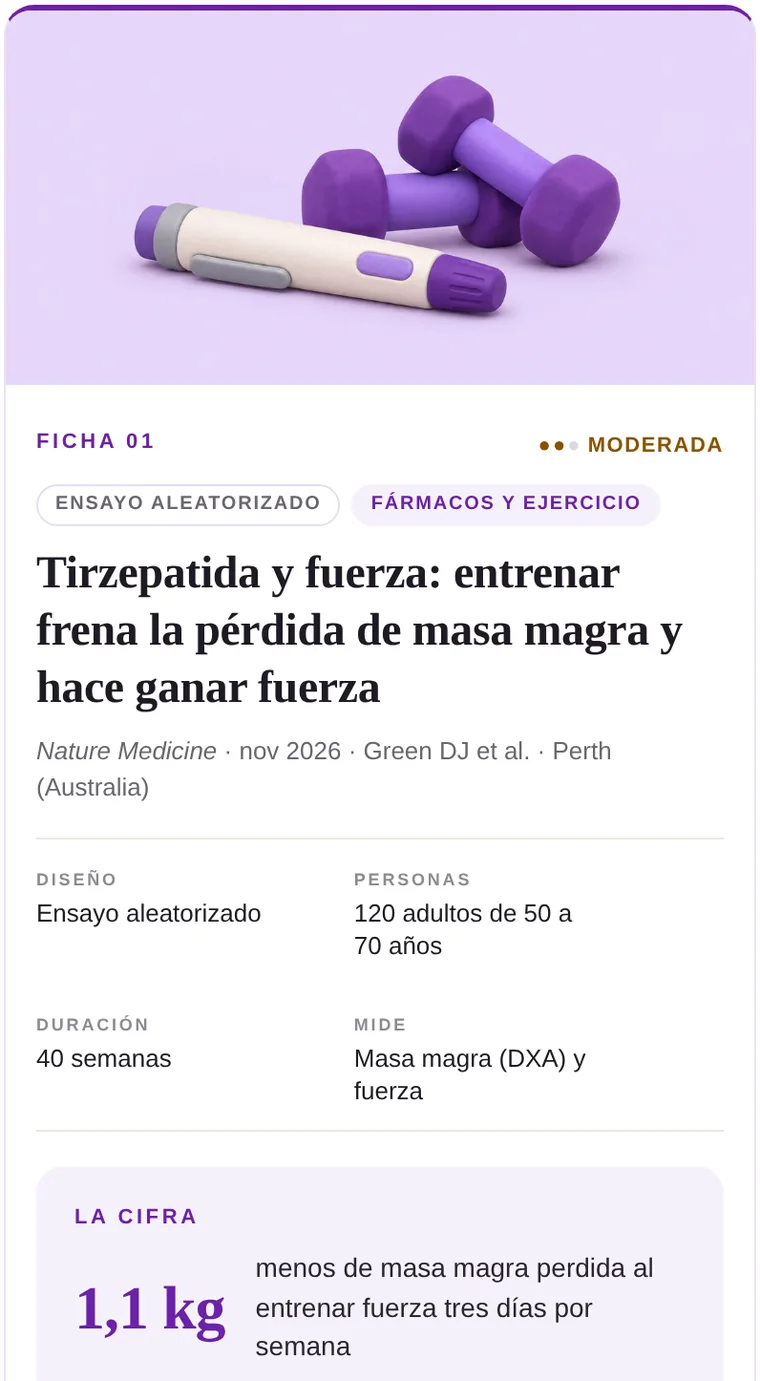 FICHA 01
●●● MODERADA
ENSAYO ALEATORIZADO
FÁRMACOS Y EJERCICIO
Tirzepatida y fuerza: entrenar
frena la pérdida de masa magra y
hace ganar fuerza
Nature Medicine · nov 2026 · Green DJ et al. · Perth
(Australia)
DISEÑO
Ensayo aleatorizado
PERSONAS
120 adultos de 50 a
70 años
DURACIÓN
40 semanas
MIDE
Masa magra (DXA) y
fuerza
LA CIFRA
1,1 kg
menos de masa magra perdida al
entrenar fuerza tres días por
semana